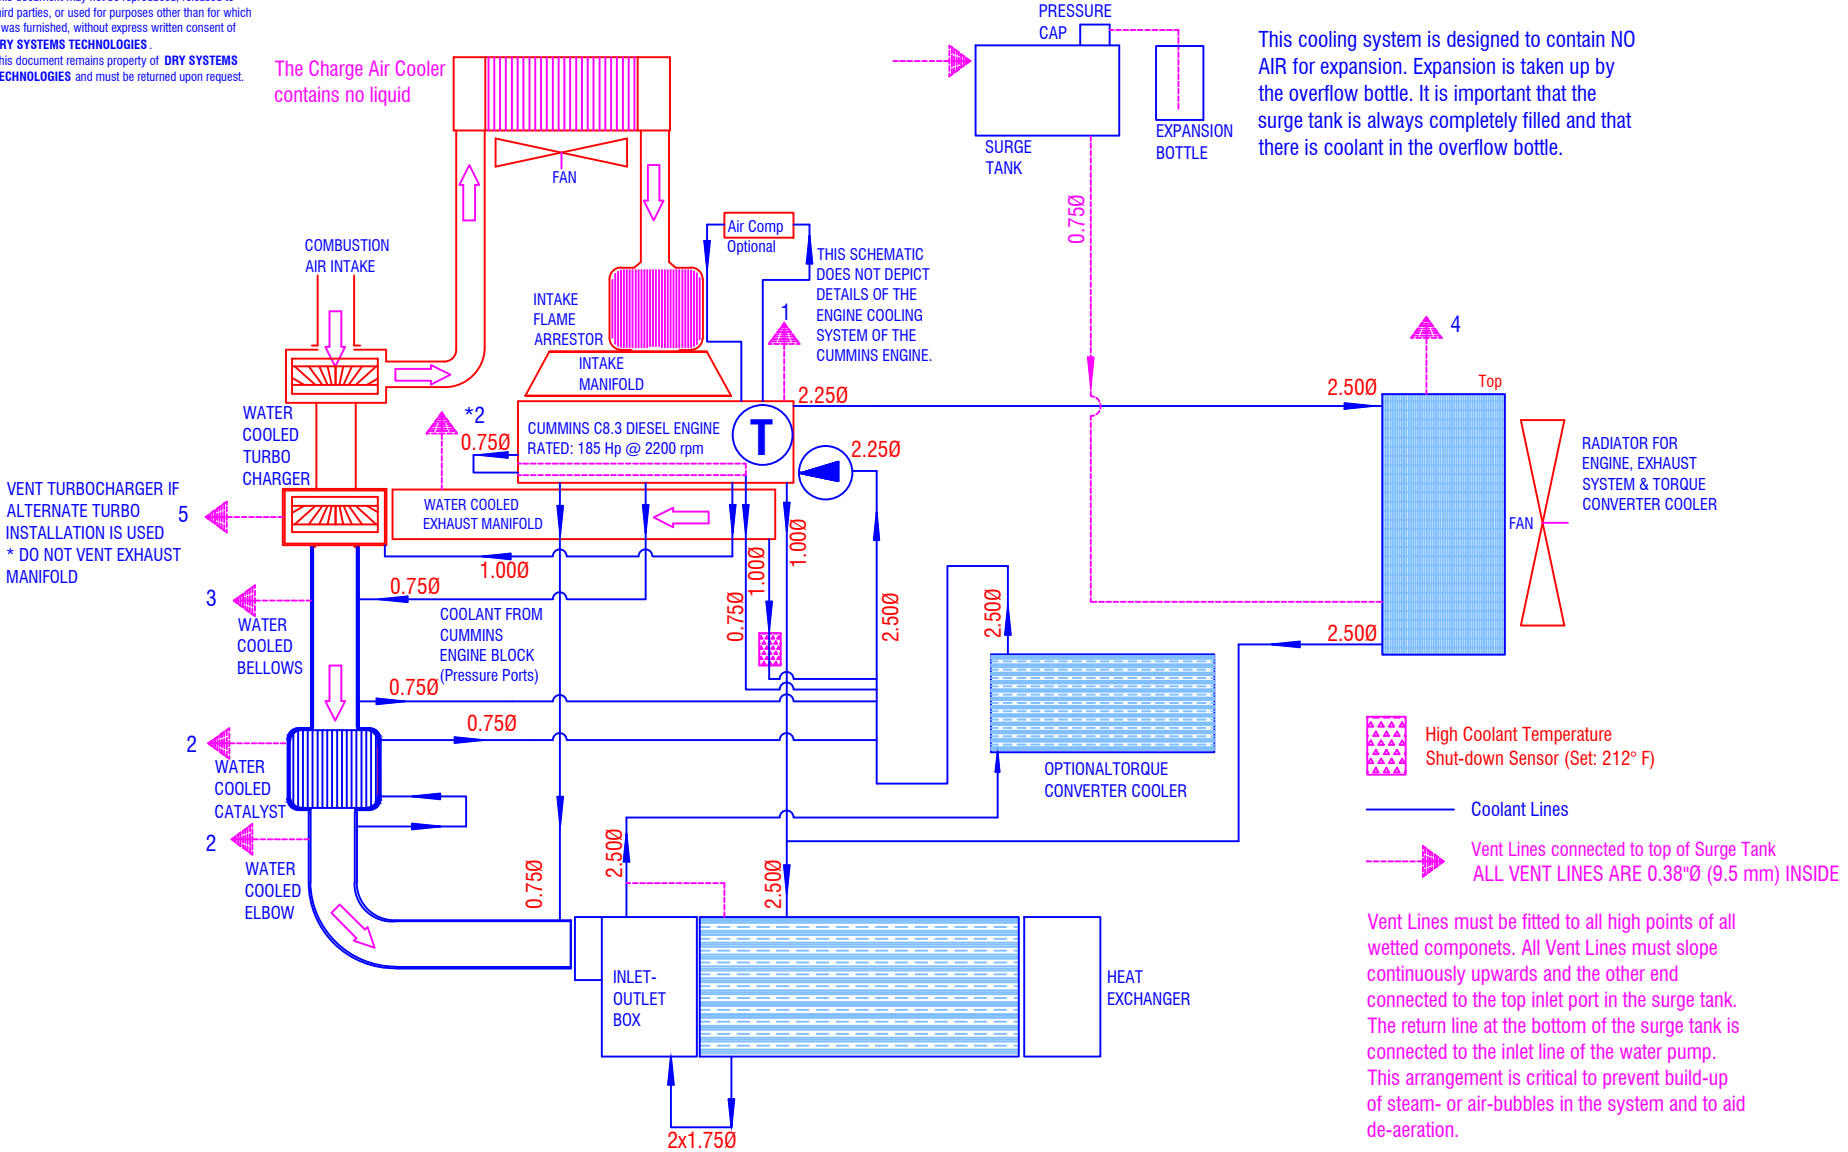 this document may not be reproduced, released to
third parties, or used for purposes other than for which
was furnished, without express written consent of
RY SYSTEMS TECHNOLOGIES.
his document remains property of DRY SYSTEMS
ECHNOLOGIES and must be returned upon request.
The Charge Air Cooler
contains no liquid
FAN
COMBUSTION
AIR INTAKE
INTAKE
FLAME
ARRESTOR
INTAKE
MANIFOLD
Air Comp
Optional
THIS SCHEMATIC
DOES NOT DEPICT
DETAILS OF THE
ENGINE COOLING
SYSTEM OF THE
CUMMINS ENGINE.
1
PRESSURE
CAP
SURGE
TANK
EXPANSION
BOTTLE
0.75Ø
This cooling system is designed to contain NO
AIR for expansion. Expansion is taken up by
the overflow bottle. It is important that the
surge tank is always completely filled and that
there is coolant in the overflow bottle.
4
Top
2.50Ø
2.25Ø
WATER
COOLED
TURBO
CHARGER
*2
0.75Ø
CUMMINS C8.3 DIESEL ENGINE
RATED: 185 Hp @ 2200 rpm
T
2.25Ø
RADIATOR FOR
ENGINE, EXHAUST
SYSTEM & TORQUE
CONVERTER COOLER
FAN
VENT TURBOCHARGER IF
ALTERNATE TURBO
INSTALLATION IS USED
* DO NOT VENT EXHAUST
MANIFOLD
5
WATER COOLED
EXHAUST MANIFOLD
1.00Ø
1.00Ø
1.00Ø
0.75Ø
0.75Ø
2.50Ø
2.50Ø
2.50Ø
3
WATER
COOLED
BELLOWS
COOLANT FROM
CUMMINS
ENGINE BLOCK
(Pressure Ports)
0.75Ø
0.75Ø
2
WATER
COOLED
CATALYST
2
WATER
COOLED
ELBOW
OPTIONALTORQUE
CONVERTER COOLER
0.75Ø
2.50Ø
2.50Ø
INLET-
OUTLET
BOX
HEAT
EXCHANGER
2x1.75Ø
High Coolant Temperature
Shut-down Sensor (Set: 212° F)
Coolant Lines
Vent Lines connected to top of Surge Tank
ALL VENT LINES ARE 0.38"Ø (9.5 mm) INSIDE
Vent Lines must be fitted to all high points of all
wetted componets. All Vent Lines must slope
continuously upwards and the other end
connected to the top inlet port in the surge tank.
The return line at the bottom of the surge tank is
connected to the inlet line of the water pump.
This arrangement is critical to prevent build-up
of steam- or air-bubbles in the system and to aid
de-aeration.